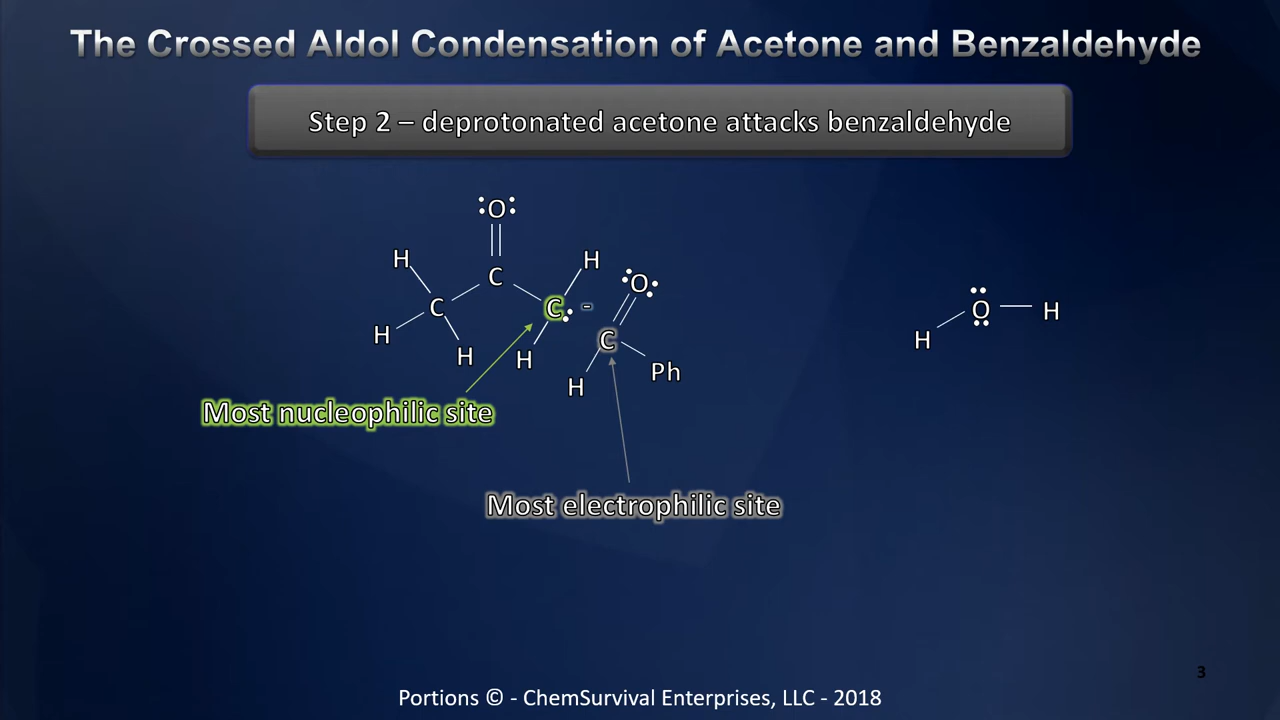 The Crossed Aldol Condensation of Acetone and Benzaldehyde
Step 2 – deprotonated acetone attacks benzaldehyde
O
H
C
H
C
H
H
H
C -
H
O
C
H
Ph
O
H
H
Most nucleophilic site
Most electrophilic site
3
Portions © - ChemSurvival Enterprises, LLC - 2018